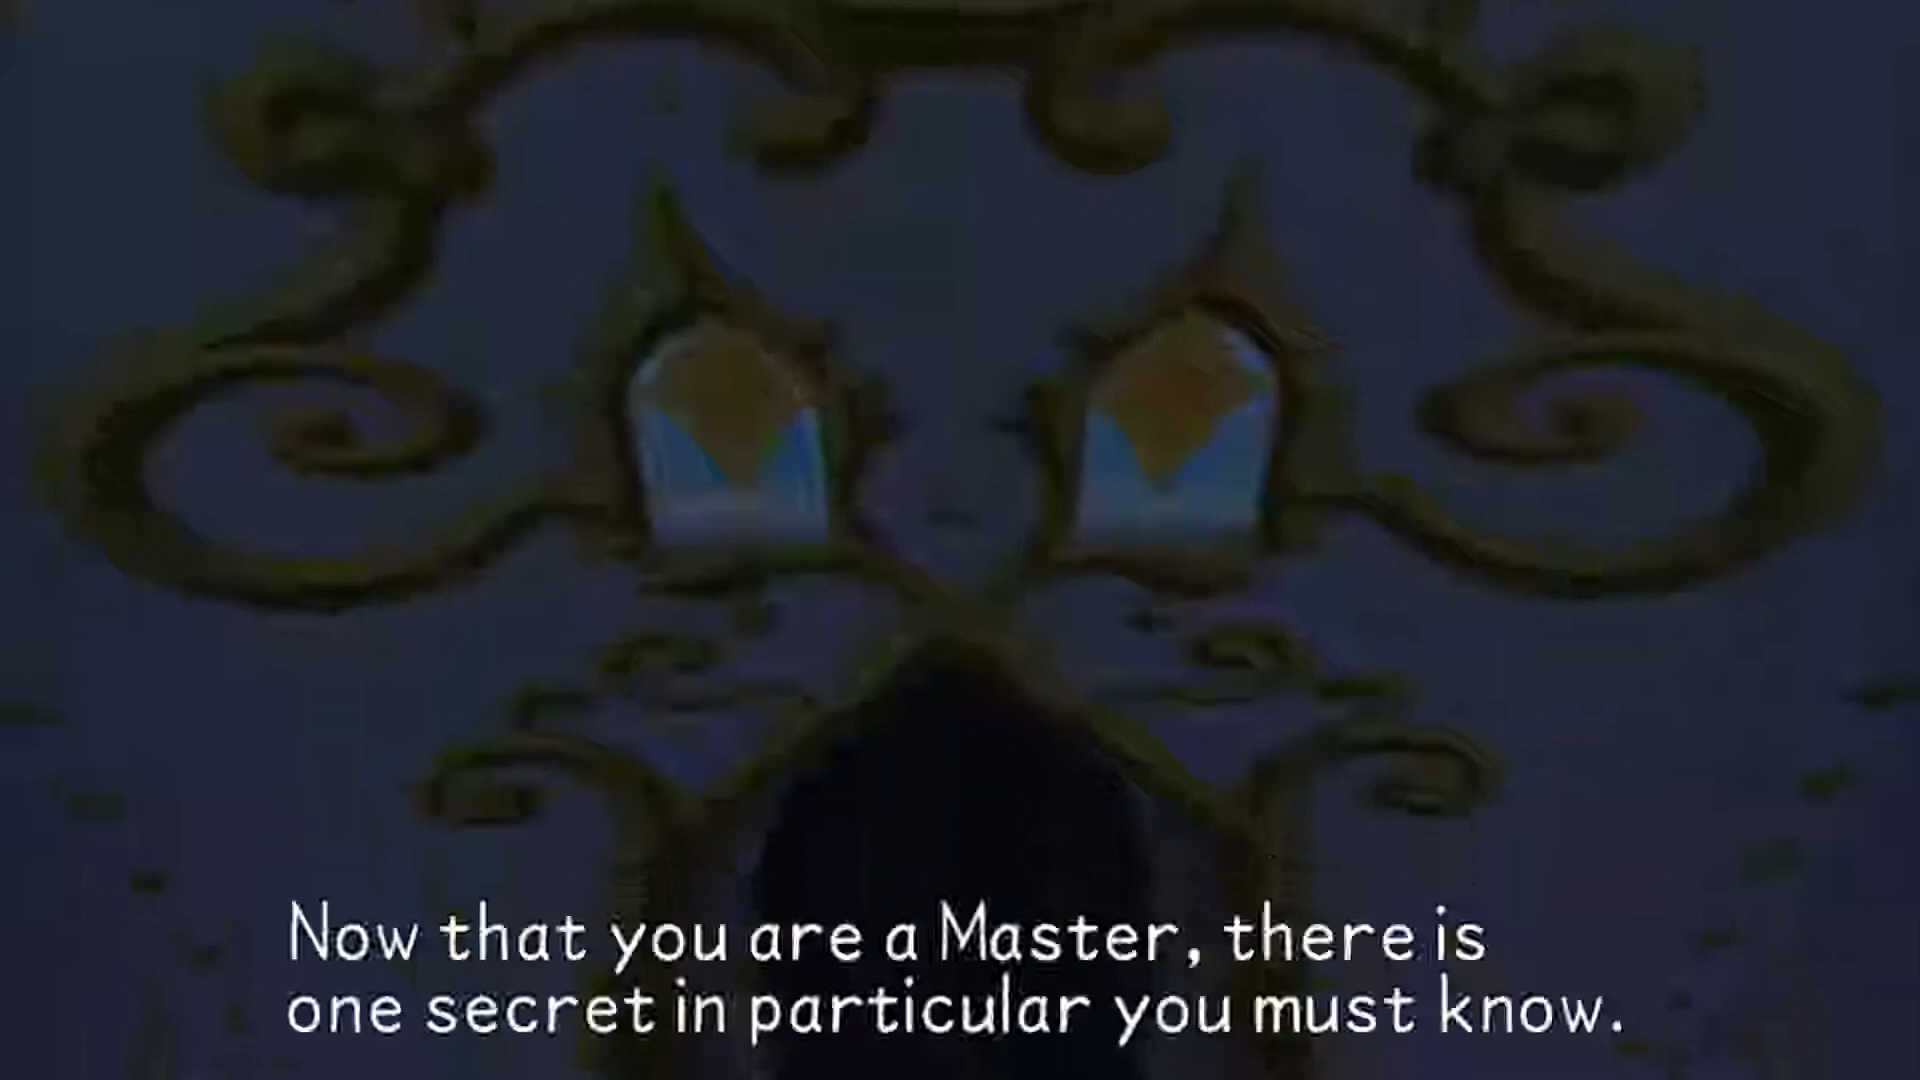 Now that you are a Master, there is
one secret in particular you must know.